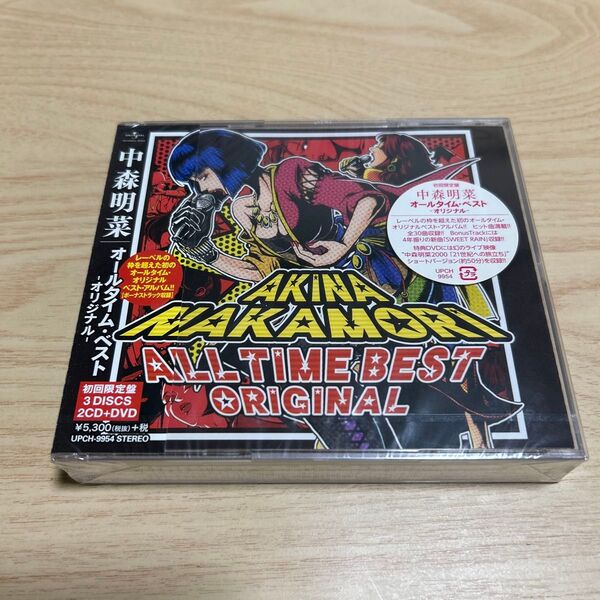 UNIVERSAL
中森明菜
オールタイム・ベスト
-オリジナル-
レーベルの
枠を超えた初の
オールタイム・
オリジナル
ベスト・アルバム!!
【ボーナストラック収録】
初回限定盤
3 DISCS
2CD+DVD
¥5,300(税抜)+税
UPCH-9954 STEREO
初回限定盤
中森明菜
オールタイム・ベスト
-オリジナル-
レーベルの枠を超えた初のオールタイム・
オリジナルベスト・アルバム!! ヒット曲満載!!
全30曲収録!! BonusTrackには
4年振りの新曲「SWEET RAIN」収録!!
特典DVDには幻のライブ映像
"中森明菜2000「21世紀への旅立ち」"
ショートバージョン(約50分)を収録!!
UPCH
9954
AKINA
NAKAMORI
ALL TIME BEST
ORIGINAL